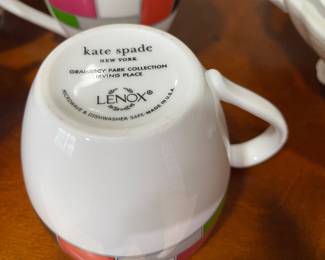 kate spade
NEW YORK
GRAMERCY PARK COLLECTION
IRVING PLACE
LENOX®
MICROWAVE & DISHWASHER SAFE-MADE IN U.S.A.